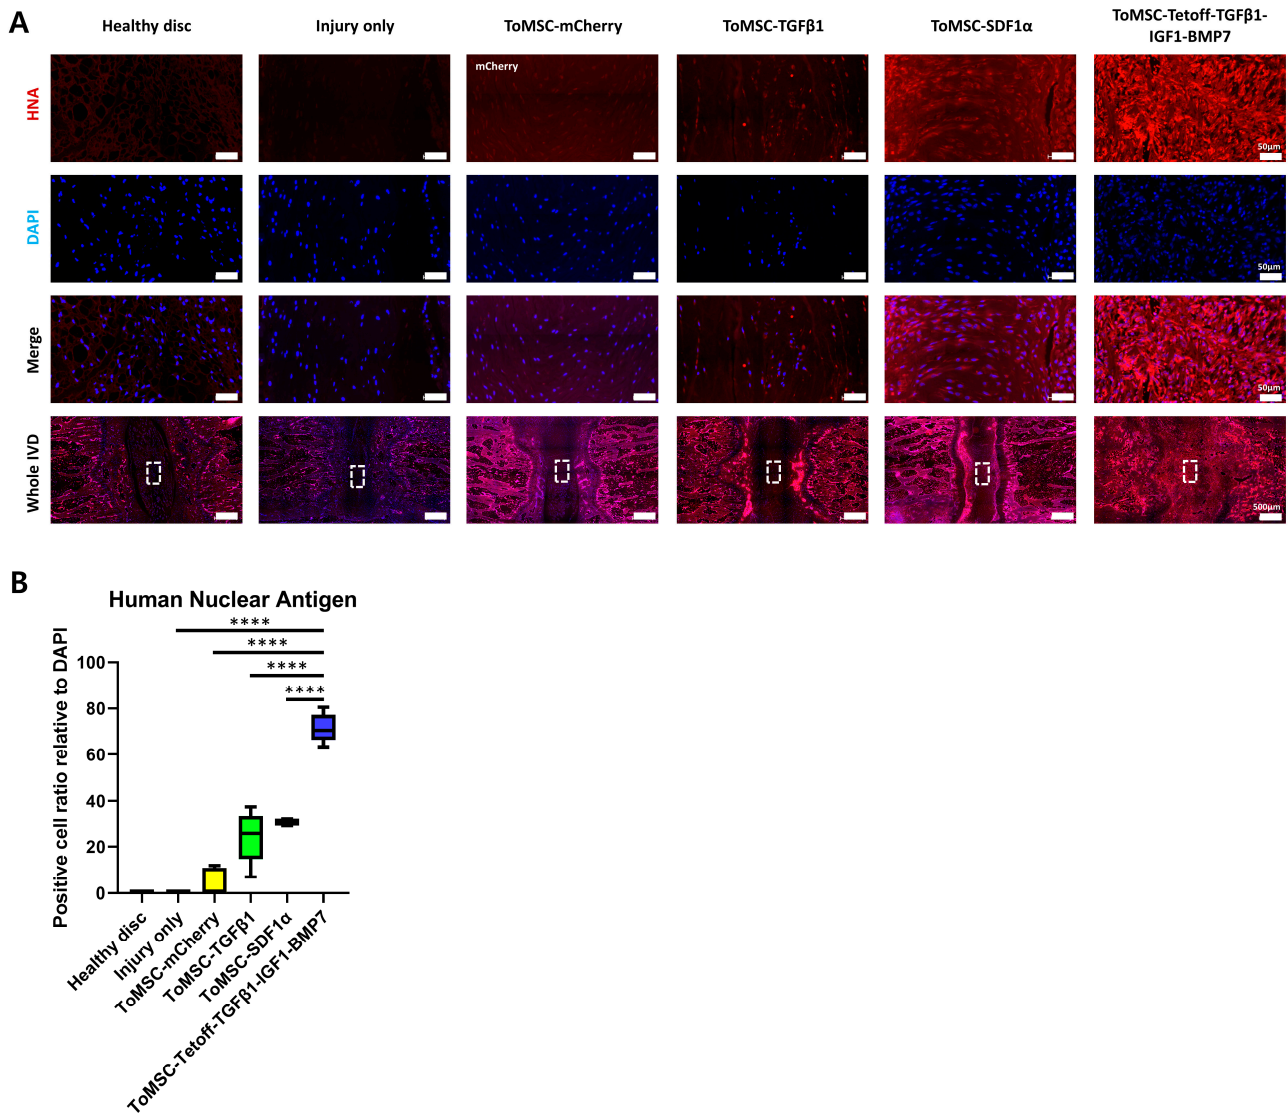 A
Healthy disc
Injury only
ToMSC-mCherry
ToMSC-TGFβ1
ToMSC-SDF1α
ToMSC-Tetoff-TGFβ1-
IGF1-BMP7
HNA
mCherry
50μm
DAPI
50μm
Merge
50μm
Whole IVD
500μm
B
Human Nuclear Antigen
****
****
****
****
Positive cell ratio relative to DAPI
100
80
60
40
20
0
Healthy disc
Injury only
ToMSC-mCherry
ToMSC-TGFβ1
ToMSC-SDF1α
ToMSC-Tetoff-TGFβ1-IGF1-BMP7